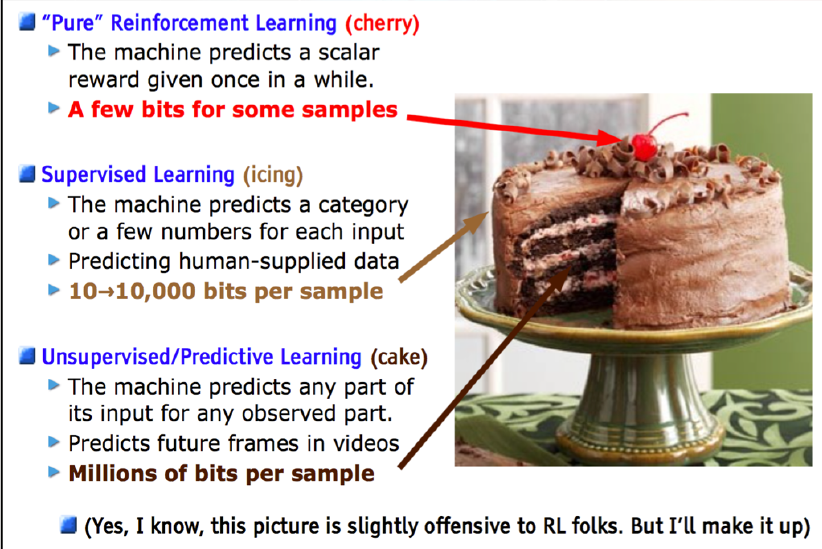 "Pure" Reinforcement Learning (cherry)
The machine predicts a scalar
reward given once in a while.
A few bits for some samples
Supervised Learning (icing)
The machine predicts a category
or a few numbers for each input
Predicting human-supplied data
10→10,000 bits per sample
Unsupervised/Predictive Learning (cake)
The machine predicts any part of
its input for any observed part.
Predicts future frames in videos
Millions of bits per sample
(Yes, I know, this picture is slightly offensive to RL folks. But I'll make it up)